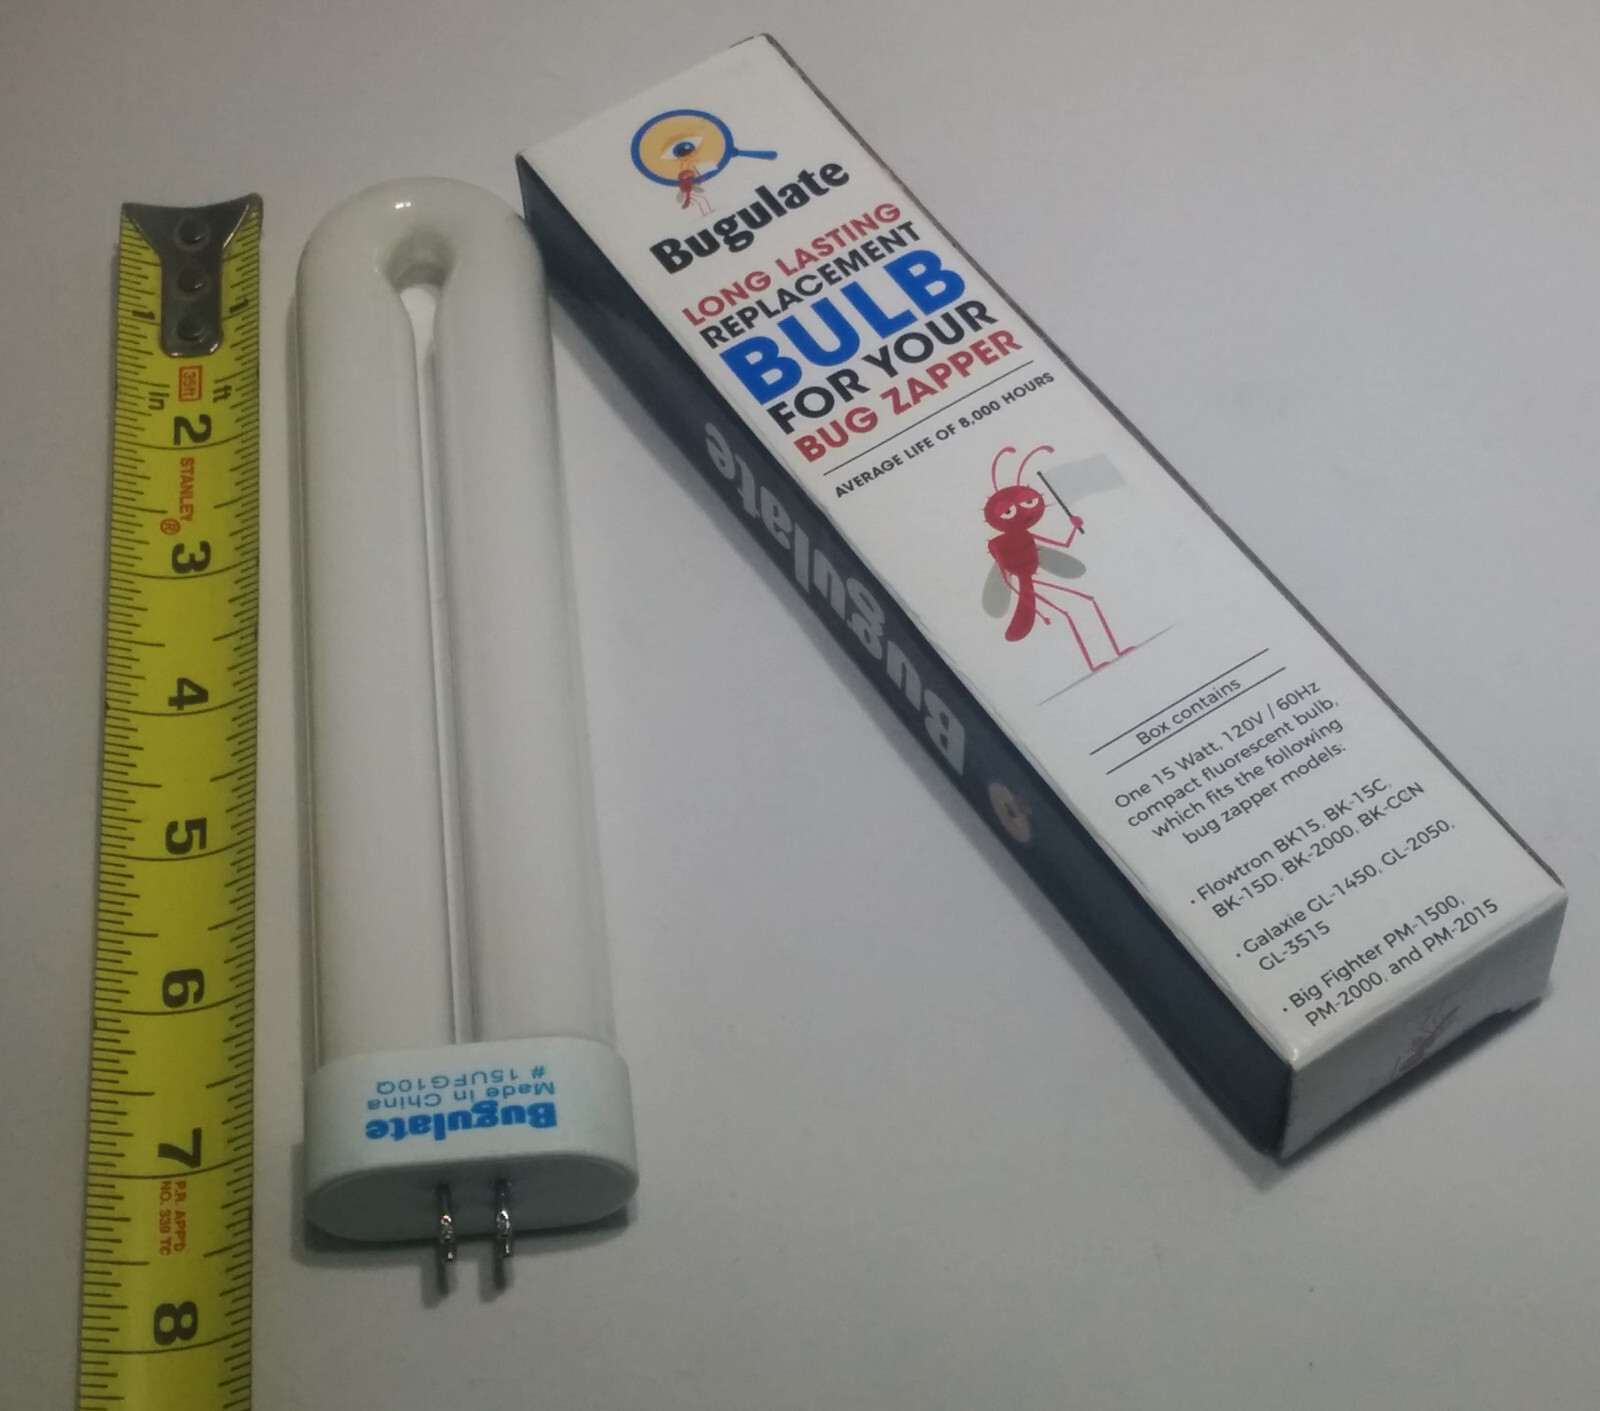 1 1
35ft
in ft
2
STANLEY®
3
4
5
6
7
P.A. APPD
NO. 339 TC
8
Bugulate
Made in China
# 15UFG10Q
Bugulate
LONG LASTING
REPLACEMENT
BULB
FOR YOUR
BUG ZAPPER
AVERAGE LIFE OF 8,000 HOURS
Box contains
One 15 Watt, 120V / 60Hz
compact fluorescent bulb,
which fits the following
bug zapper models:
• Flowtron BK15, BK-15C,
BK-15D, BK-2000, BK-CCN
• Galaxie GL-1450, GL-2050,
GL-3515
• Big Fighter PM-1500,
PM-2000, and PM-2015
Bugulate